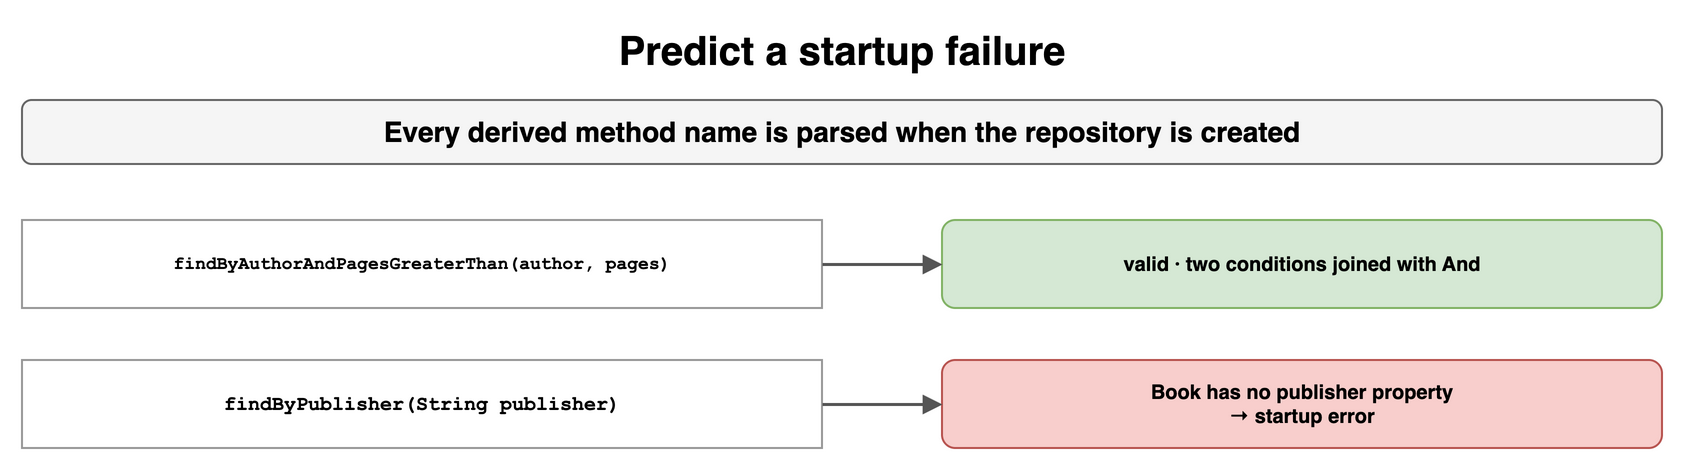 Predict a startup failure
Every derived method name is parsed when the repository is created
findByAuthorAndPagesGreaterThan(author, pages)
valid · two conditions joined with And
findByPublisher(String publisher)
Book has no publisher property
→ startup error